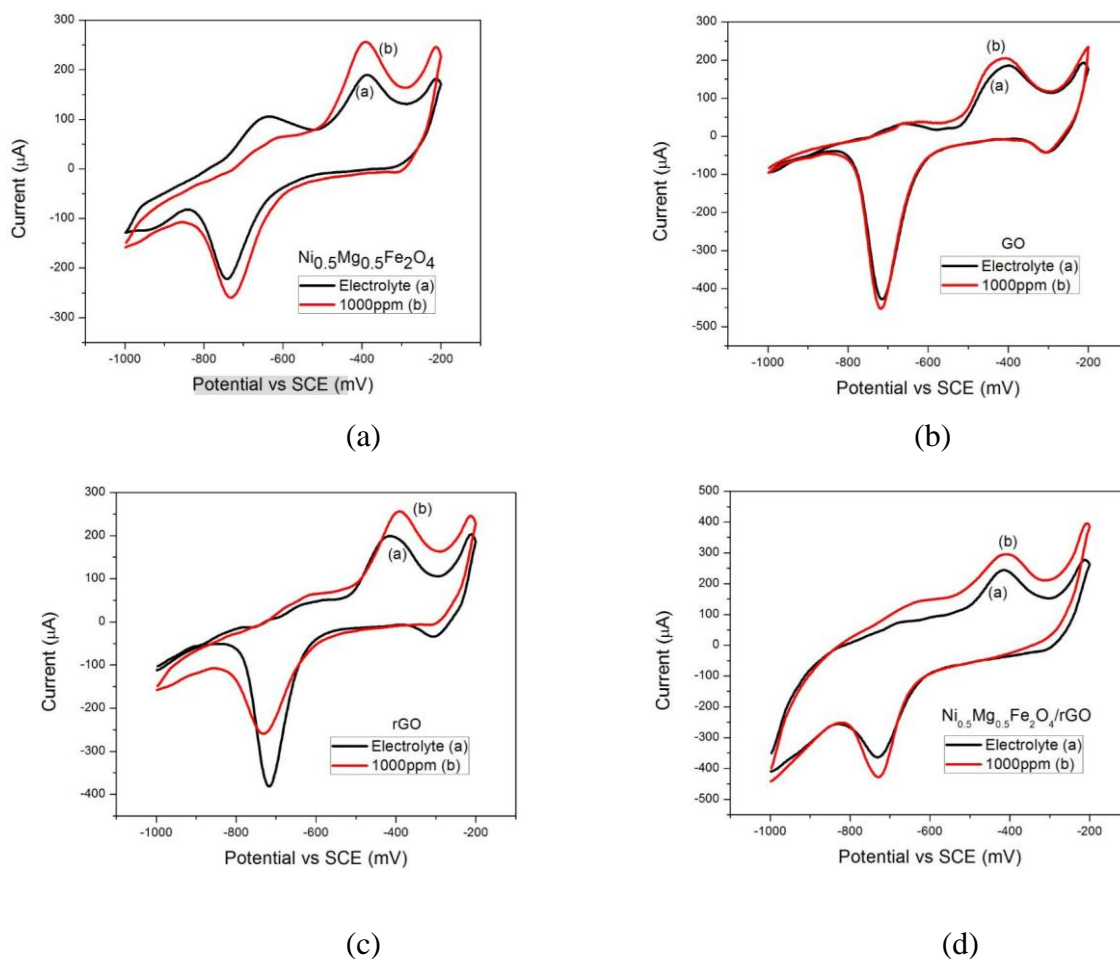 300
200
100
0
-100
-200
-300
Current (μA)
(b)
(a)
Ni0.5Mg0.5Fe2O4
Electrolyte (a)
1000ppm (b)
-1000 -800 -600 -400 -200
Potential vs SCE (mV)
(a)
300
200
100
0
-100
-200
-300
-400
-500
Current (μA)
(b)
(a)
GO
Electrolyte (a)
1000ppm (b)
-1000 -800 -600 -400 -200
Potential vs SCE (mV)
(b)
300
200
100
0
-100
-200
-300
-400
Current (μA)
(b)
(a)
rGO
Electrolyte (a)
1000ppm (b)
-1000 -800 -600 -400 -200
Potential vs SCE (mV)
(c)
500
400
300
200
100
0
-100
-200
-300
-400
-500
Current (μA)
(b)
(a)
Ni0.5Mg0.5Fe2O4/rGO
Electrolyte (a)
1000ppm (b)
-1000 -800 -600 -400 -200
Potential vs SCE (mV)
(d)